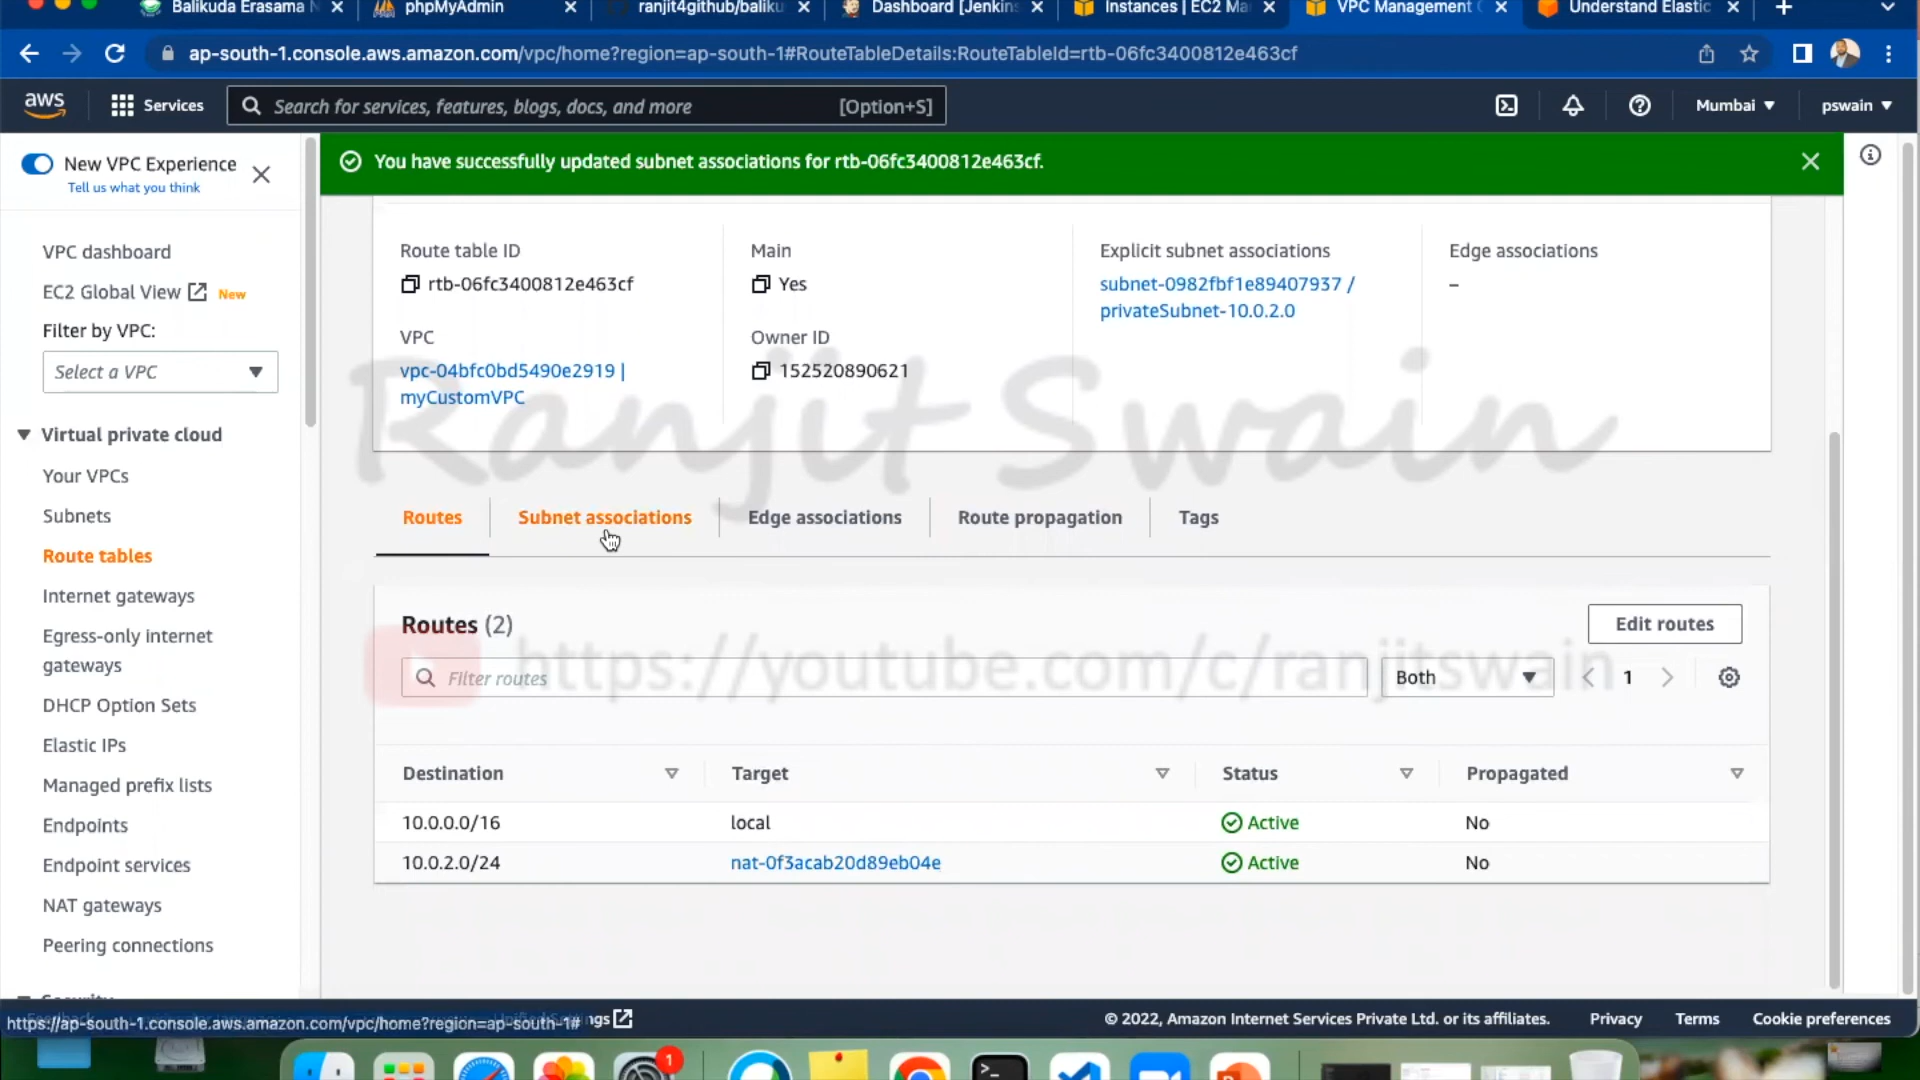 Balikuda Erasama N
phpMyAdmin
ranjit4github/baliku
Dashboard [Jenkins
Instances | EC2 Ma
VPC Management C
Understand Elastic
ap-south-1.console.aws.amazon.com/vpc/home?region=ap-south-1#RouteTableDetails:RouteTableId=rtb-06fc3400812e463cf
aws
Services
Search for services, features, blogs, docs, and more
[Option+S]
Mumbai
pswain
New VPC Experience
Tell us what you think
You have successfully updated subnet associations for rtb-06fc3400812e463cf.
VPC dashboard
EC2 Global View New
Filter by VPC:
Select a VPC
Virtual private cloud
Your VPCs
Subnets
Route tables
Internet gateways
Egress-only internet
gateways
DHCP Option Sets
Elastic IPs
Managed prefix lists
Endpoints
Endpoint services
NAT gateways
Peering connections
Security
Route table ID
rtb-06fc3400812e463cf
Main
Yes
Explicit subnet associations
subnet-0982fbf1e89407937 /
privateSubnet-10.0.2.0
Edge associations
–
VPC
vpc-04bfc0bd5490e2919 |
myCustomVPC
Owner ID
152520890621
Ranjit Swain
Routes
Subnet associations
Edge associations
Route propagation
Tags
Routes (2)
Edit routes
https://youtube.com/c/ranjitswain
Filter routes
Both
1
Destination
Target
Status
Propagated
10.0.0.0/16
local
Active
No
10.0.2.0/24
nat-0f3acab20d89eb04e
Active
No
https://ap-south-1.console.aws.amazon.com/vpc/home?region=ap-south-1#
© 2022, Amazon Internet Services Private Ltd. or its affiliates.
Privacy
Terms
Cookie preferences
1